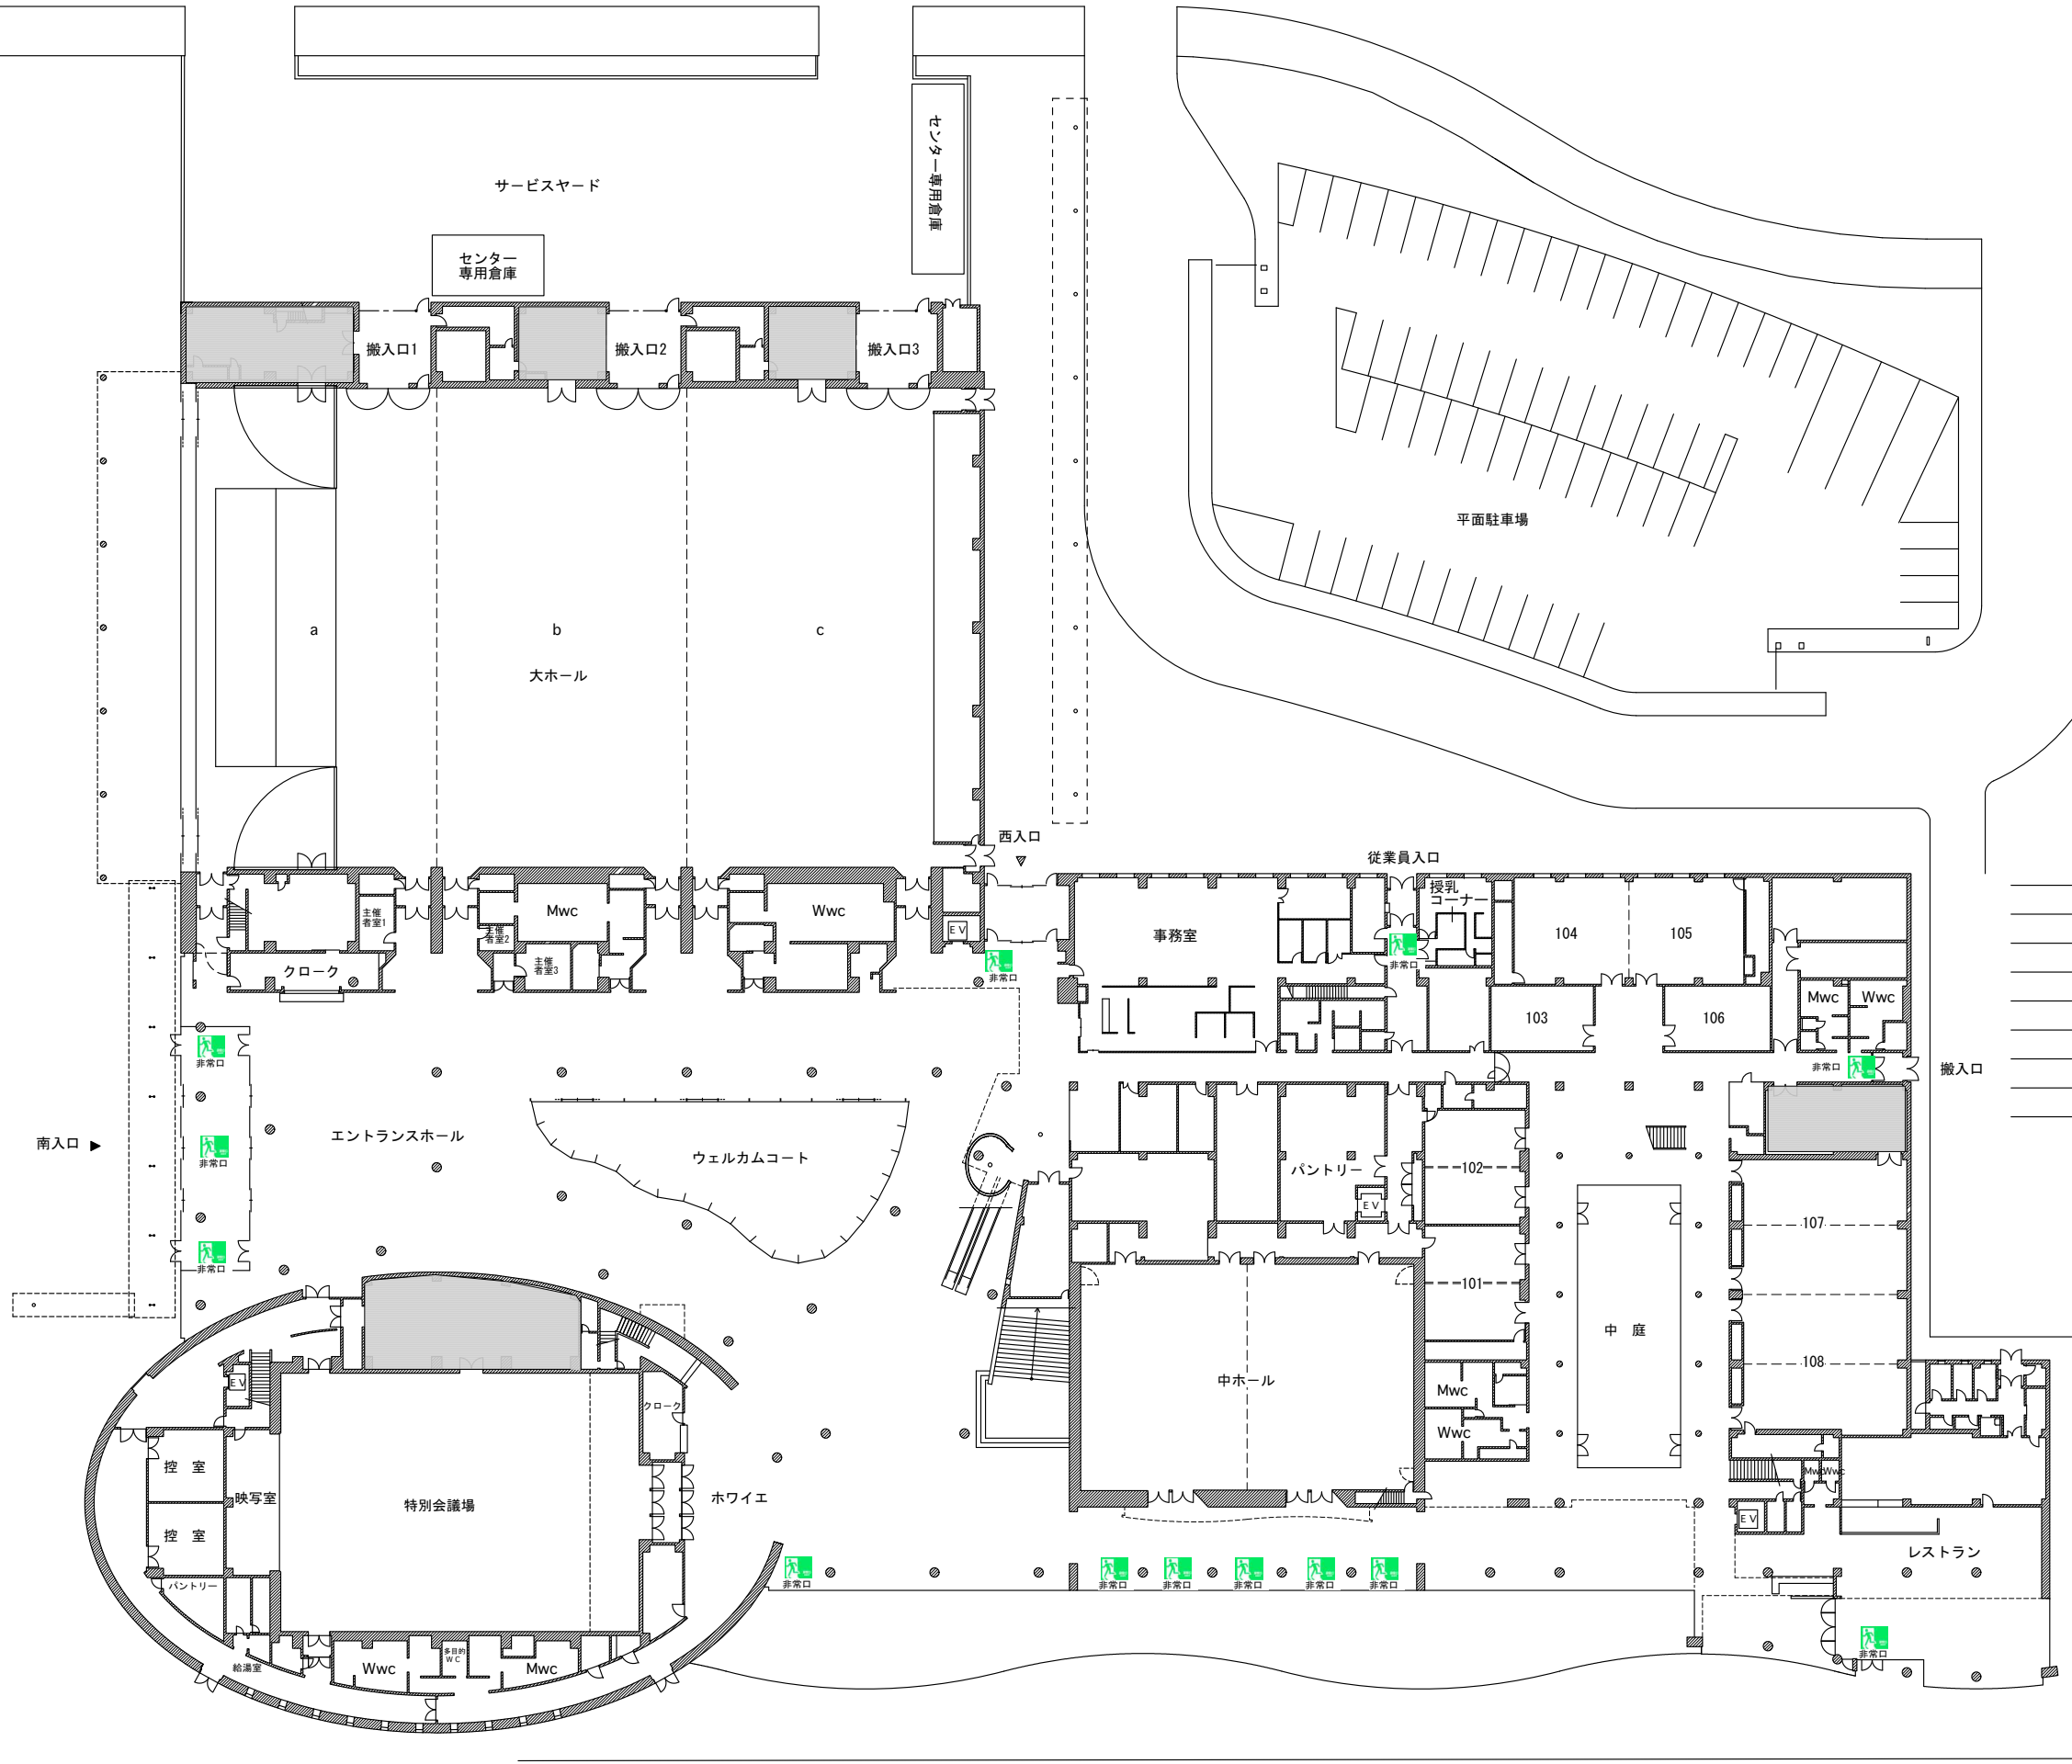 センター専用倉庫
サービスヤード
センター
専用倉庫
搬入口1
搬入口2
搬入口3
平面駐車場
a
b
c
大ホール
西入口
従業員入口
授乳
コーナー
主催
者室1
Mwc
主催
者室2
主催
者室3
Wwc
EV
事務室
104
105
クローク
非常口
非常口
103
106
Mwc
Wwc
非常口
非常口
搬入口
南入口
非常口
エントランスホール
ウェルカムコート
パントリー
EV
102
107
非常口
101
中庭
108
EV
クローク
中ホール
Mwc
Wwc
控室
映写室
特別会議場
ホワイエ
控室
Mwc
Wwc
EV
レストラン
パントリー
非常口
非常口
非常口
非常口
非常口
非常口
給湯室
Wwc
多目的
WC
Mwc
非常口